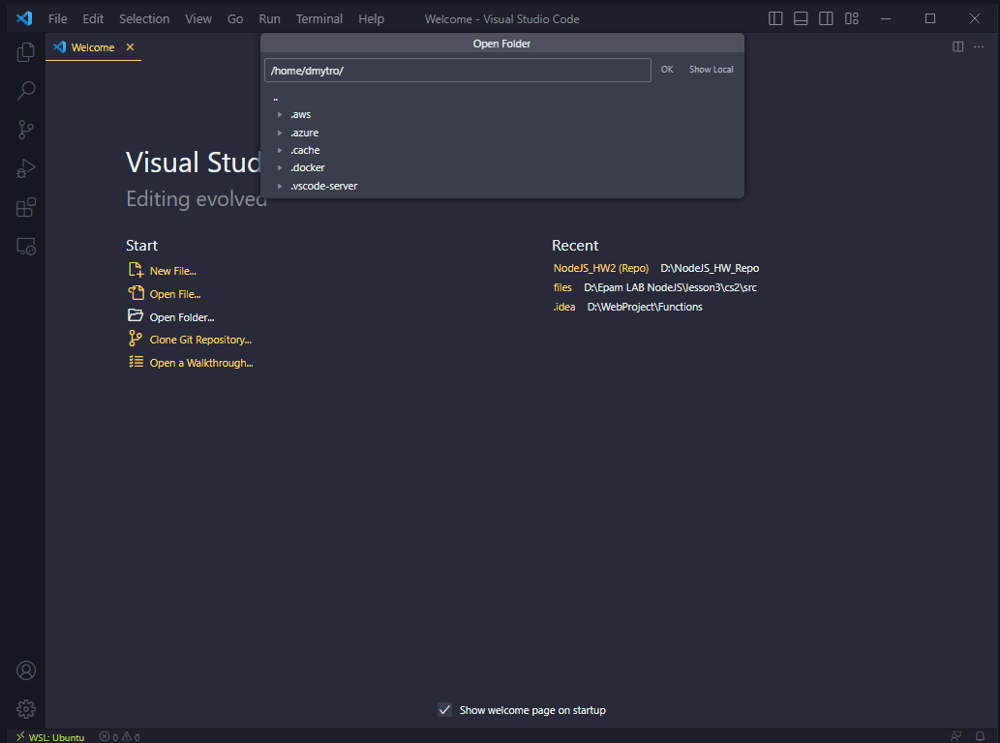 File Edit Selection View Go Run Terminal Help Welcome - Visual Studio Code
Welcome
Open Folder
/home/dmytro/ OK Show Local
..
.aws
.azure
.cache
.docker
.vscode-server
Visual Stud
Editing evolved
Start
New File...
Open File...
Open Folder...
Clone Git Repository...
Open a Walkthrough...
Recent
NodeJS_HW2 (Repo) D:\NodeJS_HW_Repo
files D:\Epam LAB NodeJS\lesson3\cs2\src
.idea D:\WebProject\Functions
Show welcome page on startup
WSL: Ubuntu 0 0